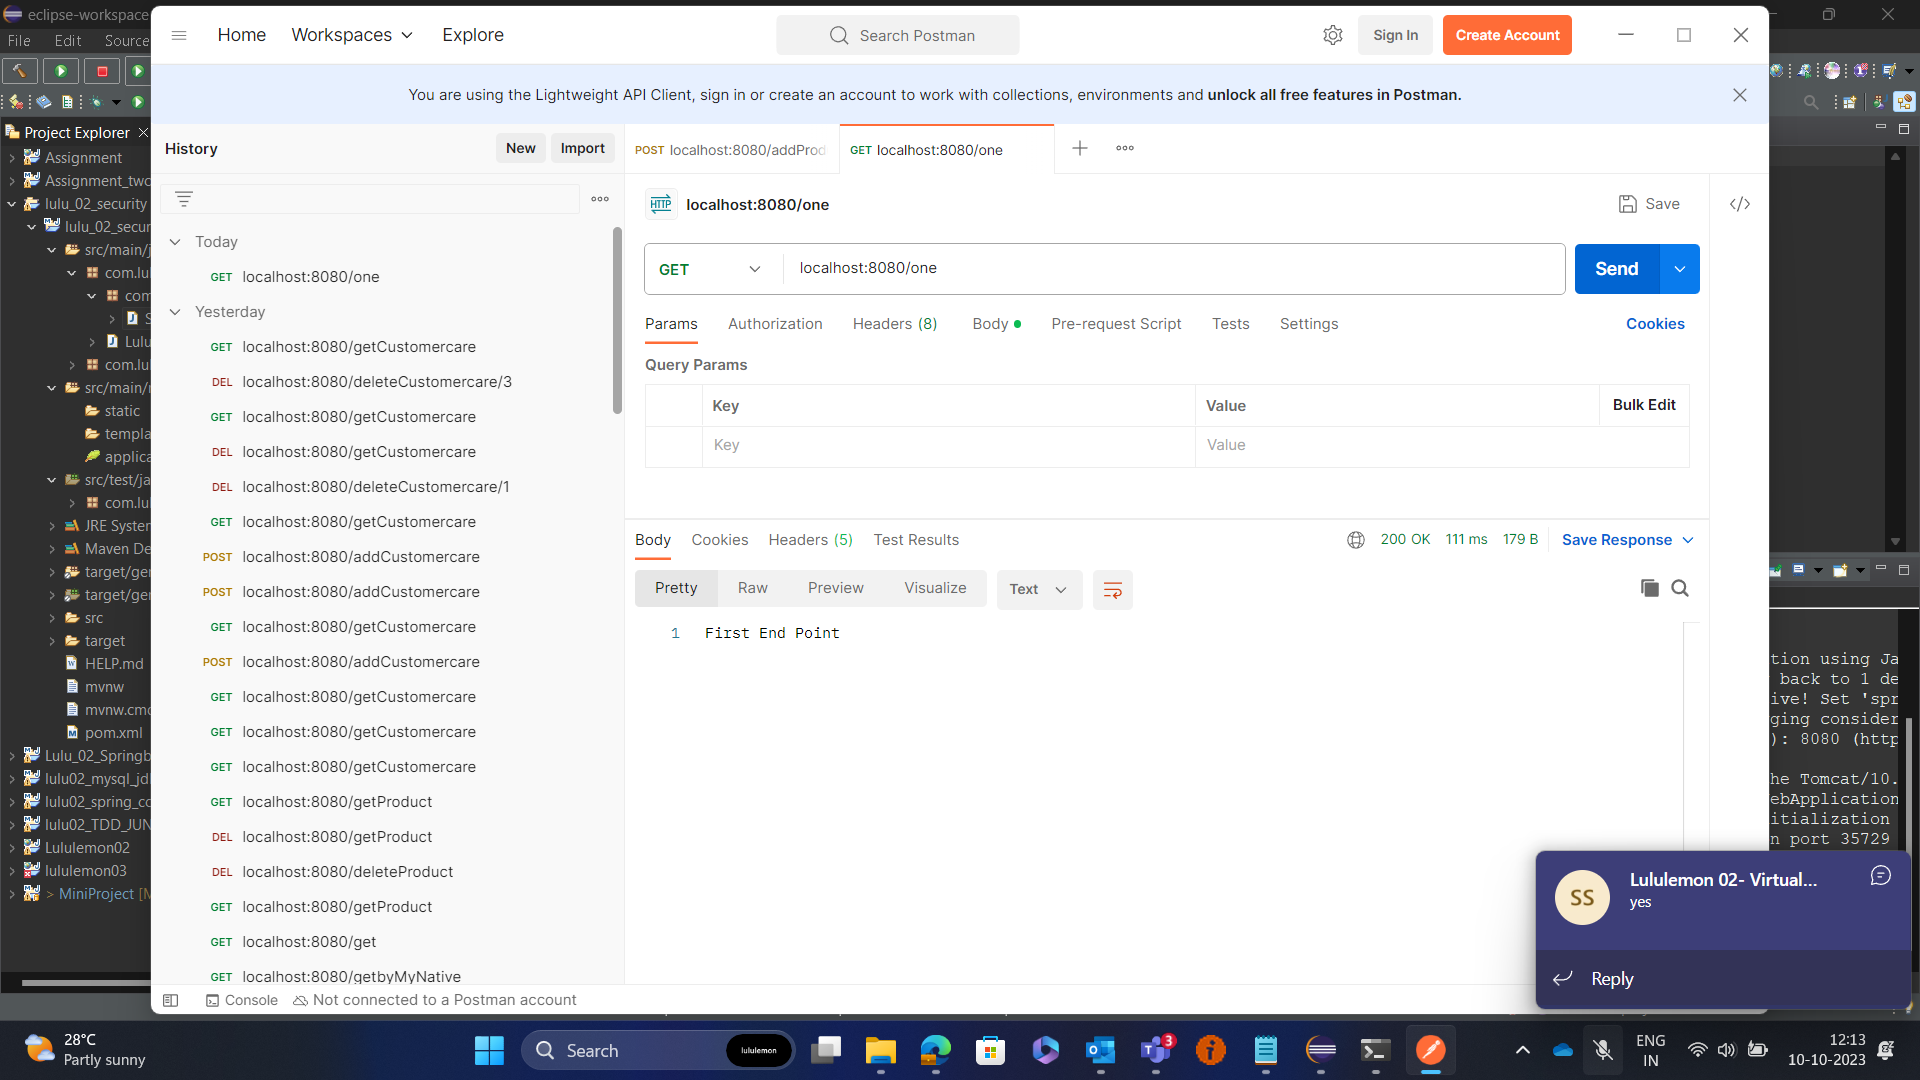 eclipse-workspace
File Edit Source
Project Explorer
Assignment
Assignment_two
lulu_02_security
lulu_02_secur
src/main/j
com.lul
com
S
Lulu
com.lul
src/main/r
static
templa
applica
src/test/ja
com.lul
JRE System
Maven De
target/gen
target/gen
src
target
HELP.md
mvnw
mvnw.cmd
pom.xml
Lulu_02_Springb
lulu02_mysql_jd
lulu02_spring_co
lulu02_TDD_JUN
Lululemon02
lululemon03
> MiniProject [M
Home Workspaces Explore
Search Postman
Sign In
Create Account
You are using the Lightweight API Client, sign in or create an account to work with collections, environments and unlock all free features in Postman.
History
New
Import
Today
GET localhost:8080/one
Yesterday
GET localhost:8080/getCustomercare
DEL localhost:8080/deleteCustomercare/3
GET localhost:8080/getCustomercare
DEL localhost:8080/getCustomercare
DEL localhost:8080/deleteCustomercare/1
GET localhost:8080/getCustomercare
POST localhost:8080/addCustomercare
POST localhost:8080/addCustomercare
GET localhost:8080/getCustomercare
POST localhost:8080/addCustomercare
GET localhost:8080/getCustomercare
GET localhost:8080/getCustomercare
GET localhost:8080/getCustomercare
GET localhost:8080/getProduct
DEL localhost:8080/getProduct
DEL localhost:8080/deleteProduct
GET localhost:8080/getProduct
GET localhost:8080/get
GET localhost:8080/getbyMyNative
POST localhost:8080/addProd
GET localhost:8080/one
HTTP localhost:8080/one
Save
GET localhost:8080/one
Send
Params Authorization Headers (8) Body Pre-request Script Tests Settings Cookies
Query Params
Key Value Bulk Edit
Key Value
Body Cookies Headers (5) Test Results
200 OK 111 ms 179 B Save Response
Pretty Raw Preview Visualize Text
1 First End Point
tion using Ja
back to 1 de
ive! Set 'spr
ging consider
): 8080 (http
he Tomcat/10.
ebApplication
itialization
n port 35729
SS
Lululemon 02- Virtual...
yes
Reply
Console Not connected to a Postman account
28°C
Partly sunny
Search
lululemon
3
ENG
IN
12:13
10-10-2023